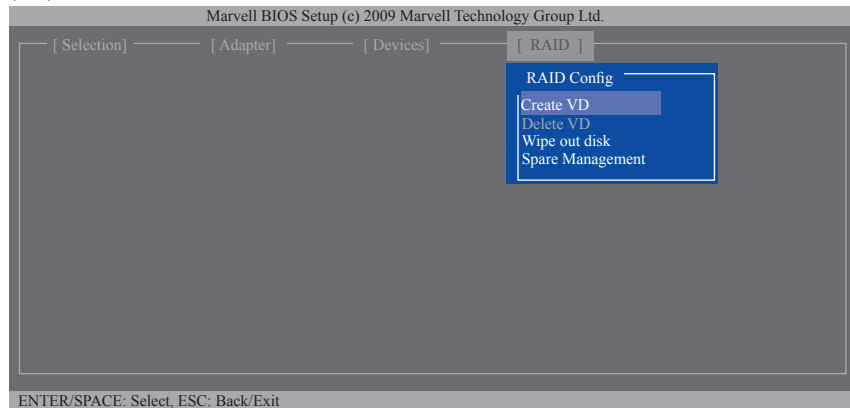 Marvell BIOS Setup (c) 2009 Marvell Technology Group Ltd.
[ Selection] [ Adapter] [ Devices] [ RAID ]
RAID Config
Create VD
Delete VD
Wipe out disk
Spare Management
ENTER/SPACE: Select, ESC: Back/Exit